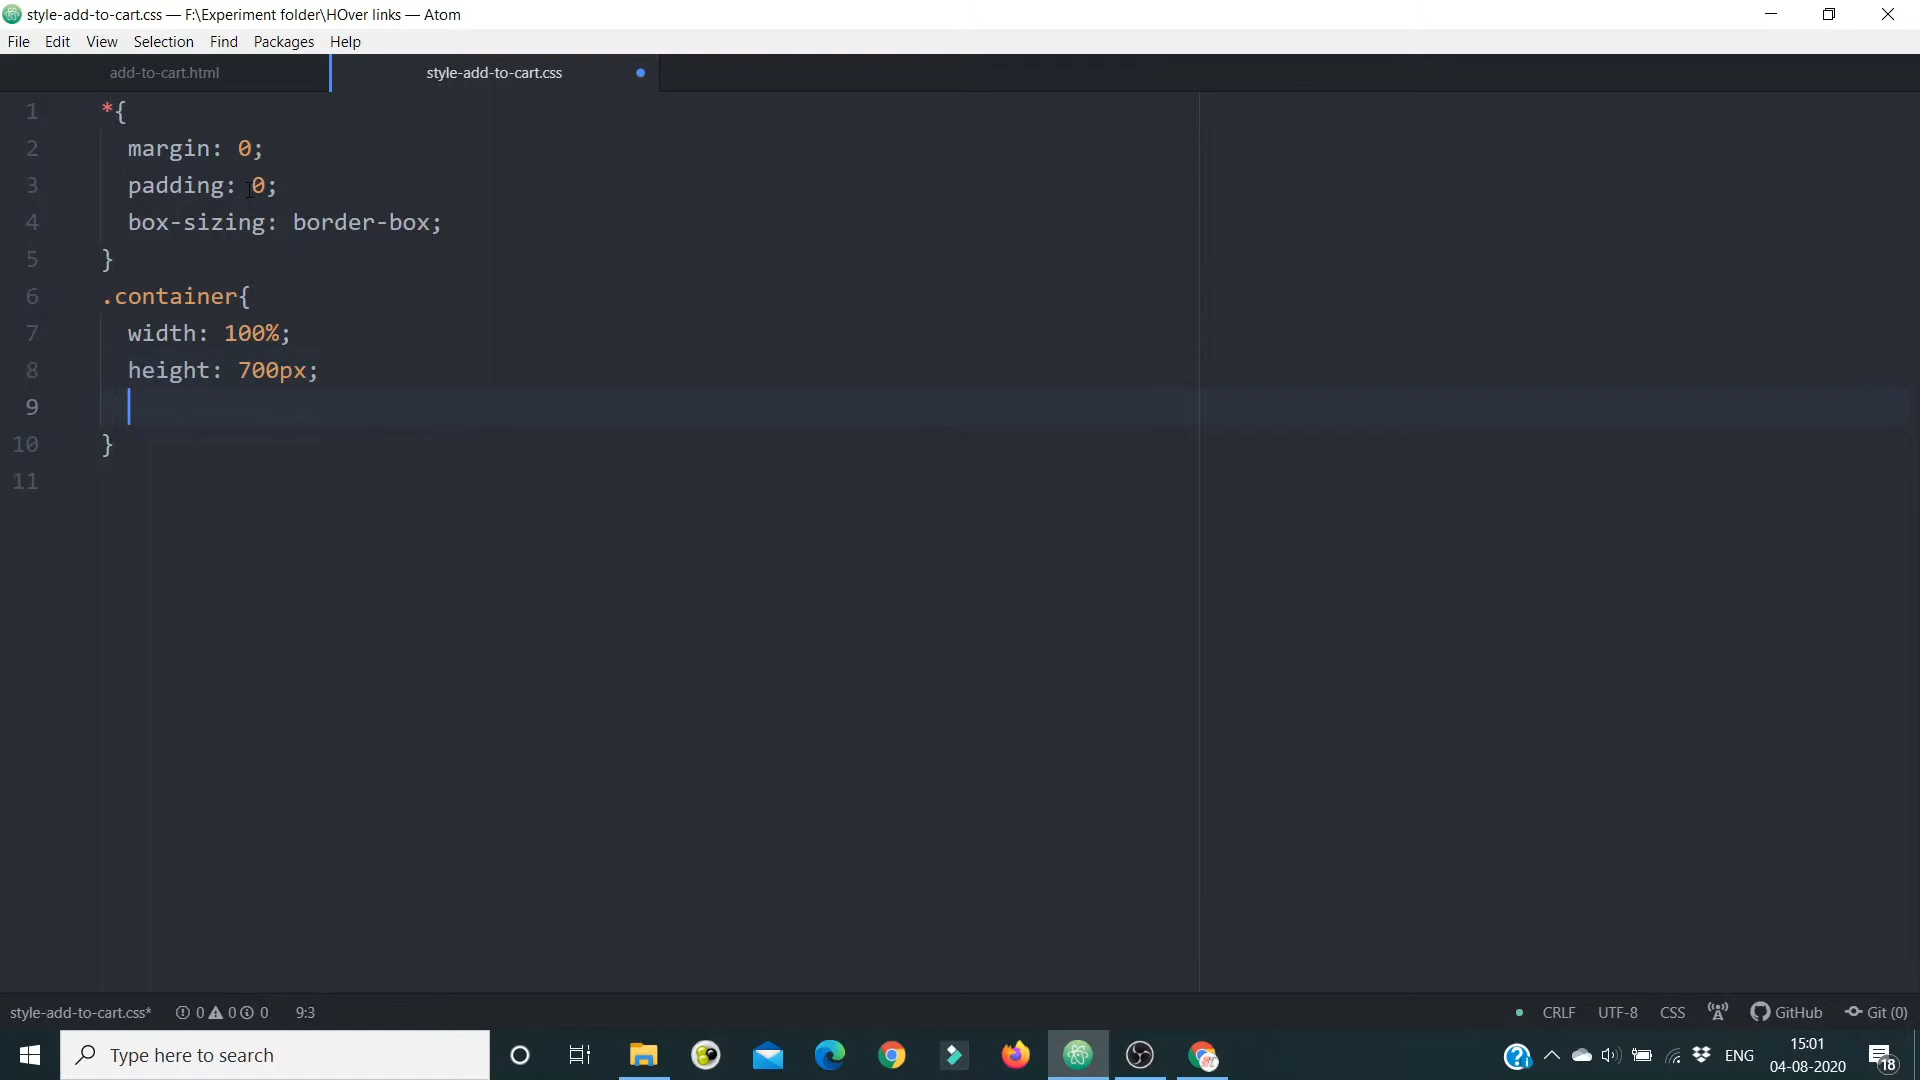 style-add-to-cart.css — F:\Experiment folder\HOver links — Atom
File Edit View Selection Find Packages Help
add-to-cart.html style-add-to-cart.css
1 *{
2 margin: 0;
3 padding: 0;
4 box-sizing: border-box;
5 }
6 .container{
7 width: 100%;
8 height: 700px;
9
10 }
11
style-add-to-cart.css* 0 0 0 9:3 CRLF UTF-8 CSS GitHub Git (0)
Type here to search ENG 15:01
04-08-2020 18